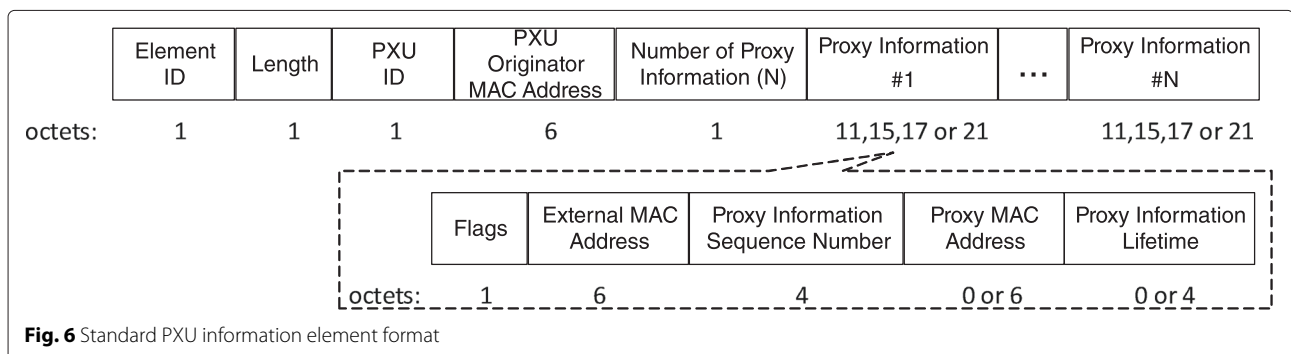 Element ID
Length
PXU ID
PXU Originator MAC Address
Number of Proxy Information (N)
Proxy Information #1
...
Proxy Information #N
octets: 1 1 1 6 1 11,15,17 or 21 11,15,17 or 21
Flags
External MAC Address
Proxy Information Sequence Number
Proxy MAC Address
Proxy Information Lifetime
octets: 1 6 4 0 or 6 0 or 4
Fig. 6 Standard PXU information element format